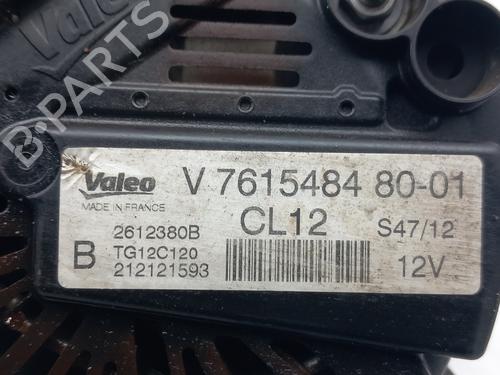 Valeo
B-PARTS
Valeo V 7615484 80-01
MADE IN FRANCE
CL12 S47/12
2612380B
B TG12C120 12V
212121593